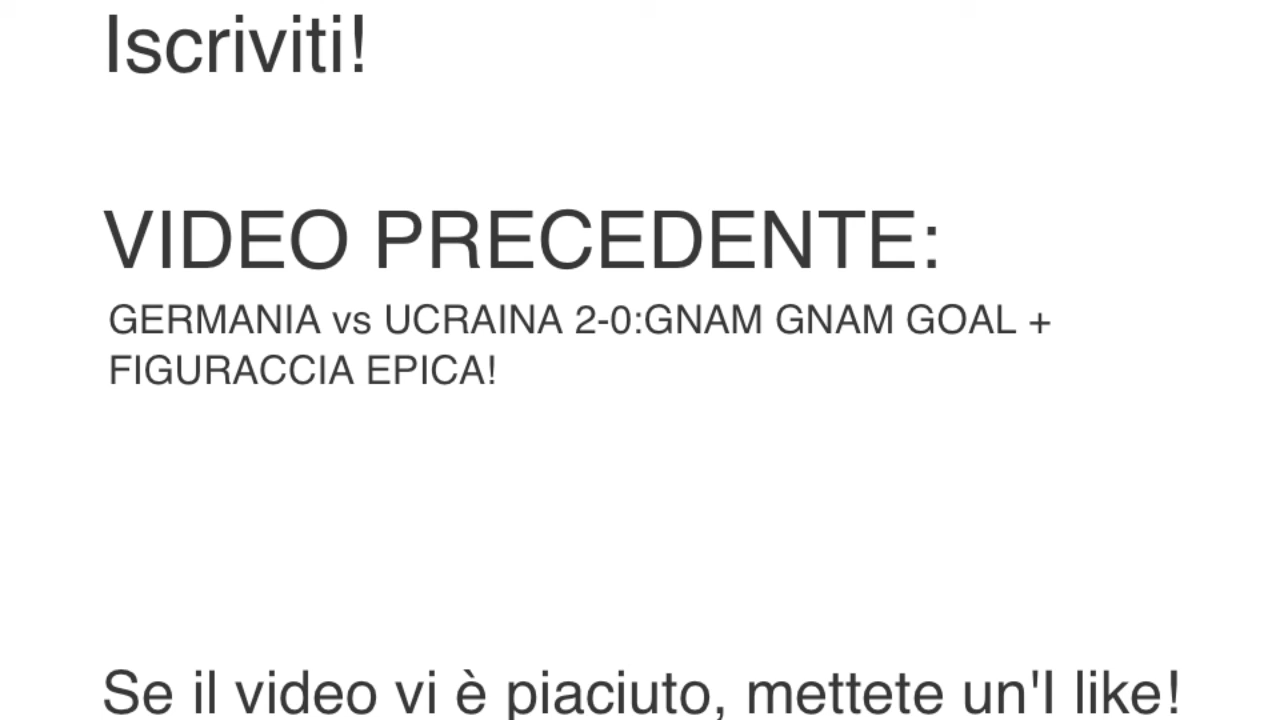 Iscriviti!
VIDEO PRECEDENTE:
GERMANIA vs UCRAINA 2-0:GNAM GNAM GOAL +
FIGURACCIA EPICA!
Se il video vi è piaciuto, mettete un'I like!